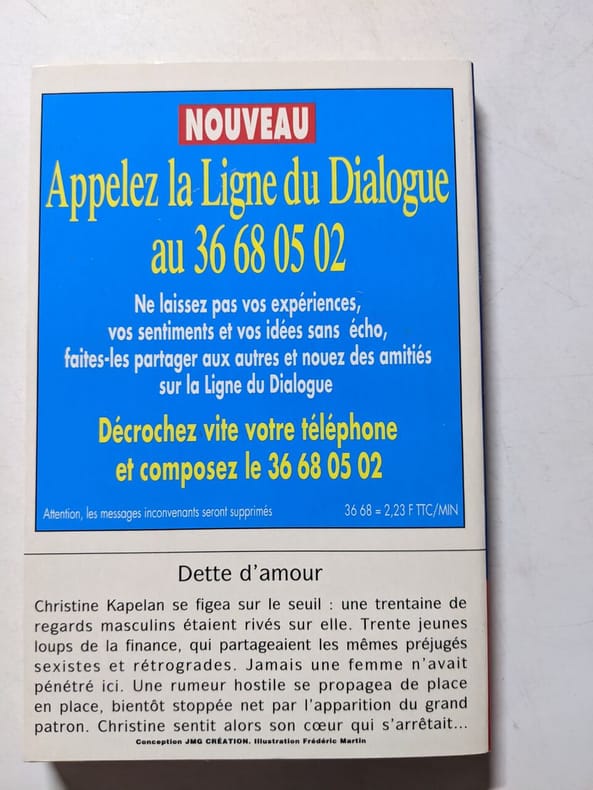 NOUVEAU
Appelez la Ligne du Dialogue
au 36 68 05 02
Ne laissez pas vos expériences,
vos sentiments et vos idées sans écho,
faites-les partager aux autres et nouez des amitiés
sur la Ligne du Dialogue
Décrochez vite votre téléphone
et composez le 36 68 05 02
Attention, les messages inconvenants seront supprimés
36 68 = 2,23 F TTC/MIN
Dette d'amour
Christine Kapelan se figea sur le seuil : une trentaine de
regards masculins étaient rivés sur elle. Trente jeunes
loups de la finance, qui partageaient les mêmes préjugés
sexistes et rétrogrades. Jamais une femme n'avait
pénétré ici. Une rumeur hostile se propagea de place
en place, bientôt stoppée net par l'apparition du grand
patron. Christine sentit alors son cœur qui s'arrêtait...
Conception JMG CRÉATION. Illustration Frédéric Martin